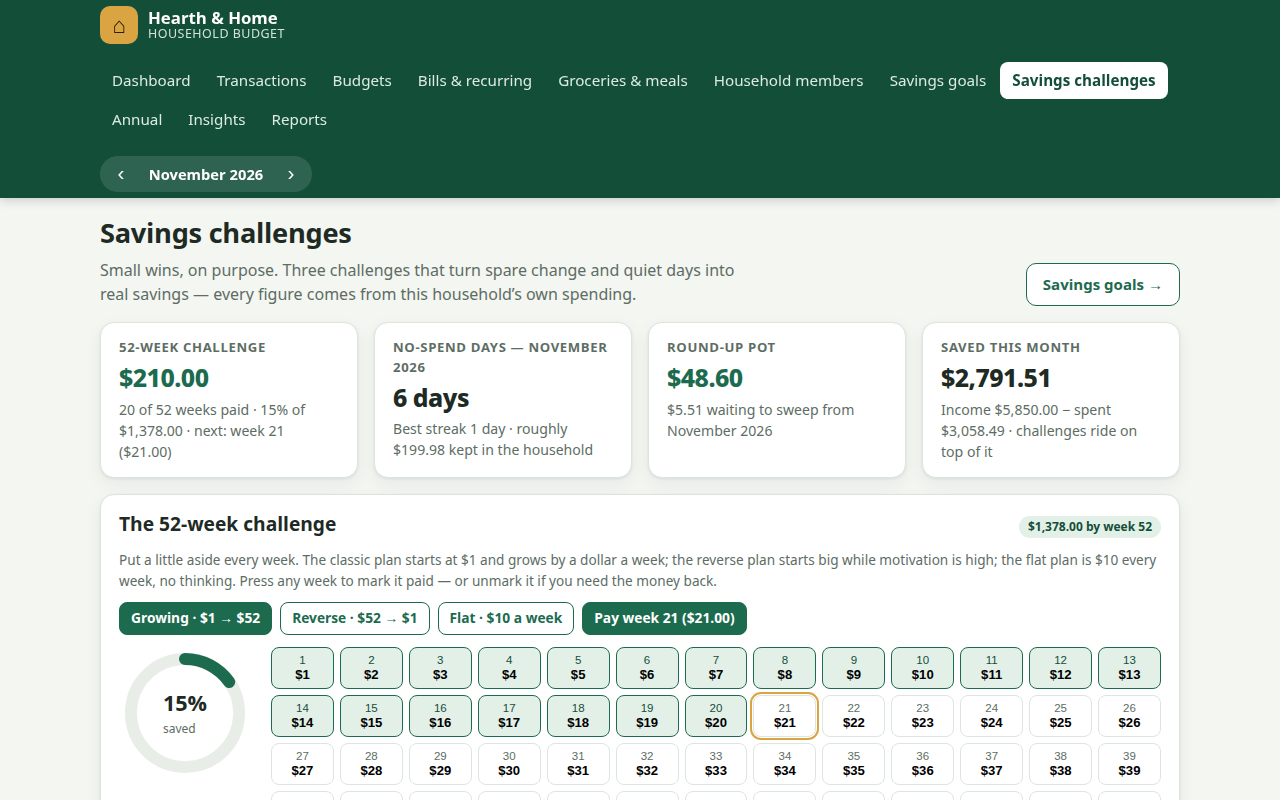 ⌂
Hearth & Home
HOUSEHOLD BUDGET
Dashboard Transactions Budgets Bills & recurring Groceries & meals Household members Savings goals Savings challenges
Annual Insights Reports
‹ November 2026 ›
Savings challenges
Small wins, on purpose. Three challenges that turn spare change and quiet days into
real savings — every figure comes from this household’s own spending.
Savings goals →
52-WEEK CHALLENGE
$210.00
20 of 52 weeks paid · 15% of
$1,378.00 · next: week 21
($21.00)
NO-SPEND DAYS — NOVEMBER
2026
6 days
Best streak 1 day · roughly
$199.98 kept in the household
ROUND-UP POT
$48.60
$5.51 waiting to sweep from
November 2026
SAVED THIS MONTH
$2,791.51
Income $5,850.00 − spent
$3,058.49 · challenges ride on
top of it
The 52-week challenge
$1,378.00 by week 52
Put a little aside every week. The classic plan starts at $1 and grows by a dollar a week; the reverse plan starts big while motivation is high; the flat plan is $10 every
week, no thinking. Press any week to mark it paid — or unmark it if you need the money back.
Growing · $1 → $52 Reverse · $52 → $1 Flat · $10 a week Pay week 21 ($21.00)
15%
saved
1 2 3 4 5 6 7 8 9 10 11 12 13
$1 $2 $3 $4 $5 $6 $7 $8 $9 $10 $11 $12 $13
14 15 16 17 18 19 20 21 22 23 24 25 26
$14 $15 $16 $17 $18 $19 $20 $21 $22 $23 $24 $25 $26
27 28 29 30 31 32 33 34 35 36 37 38 39
$27 $28 $29 $30 $31 $32 $33 $34 $35 $36 $37 $38 $39